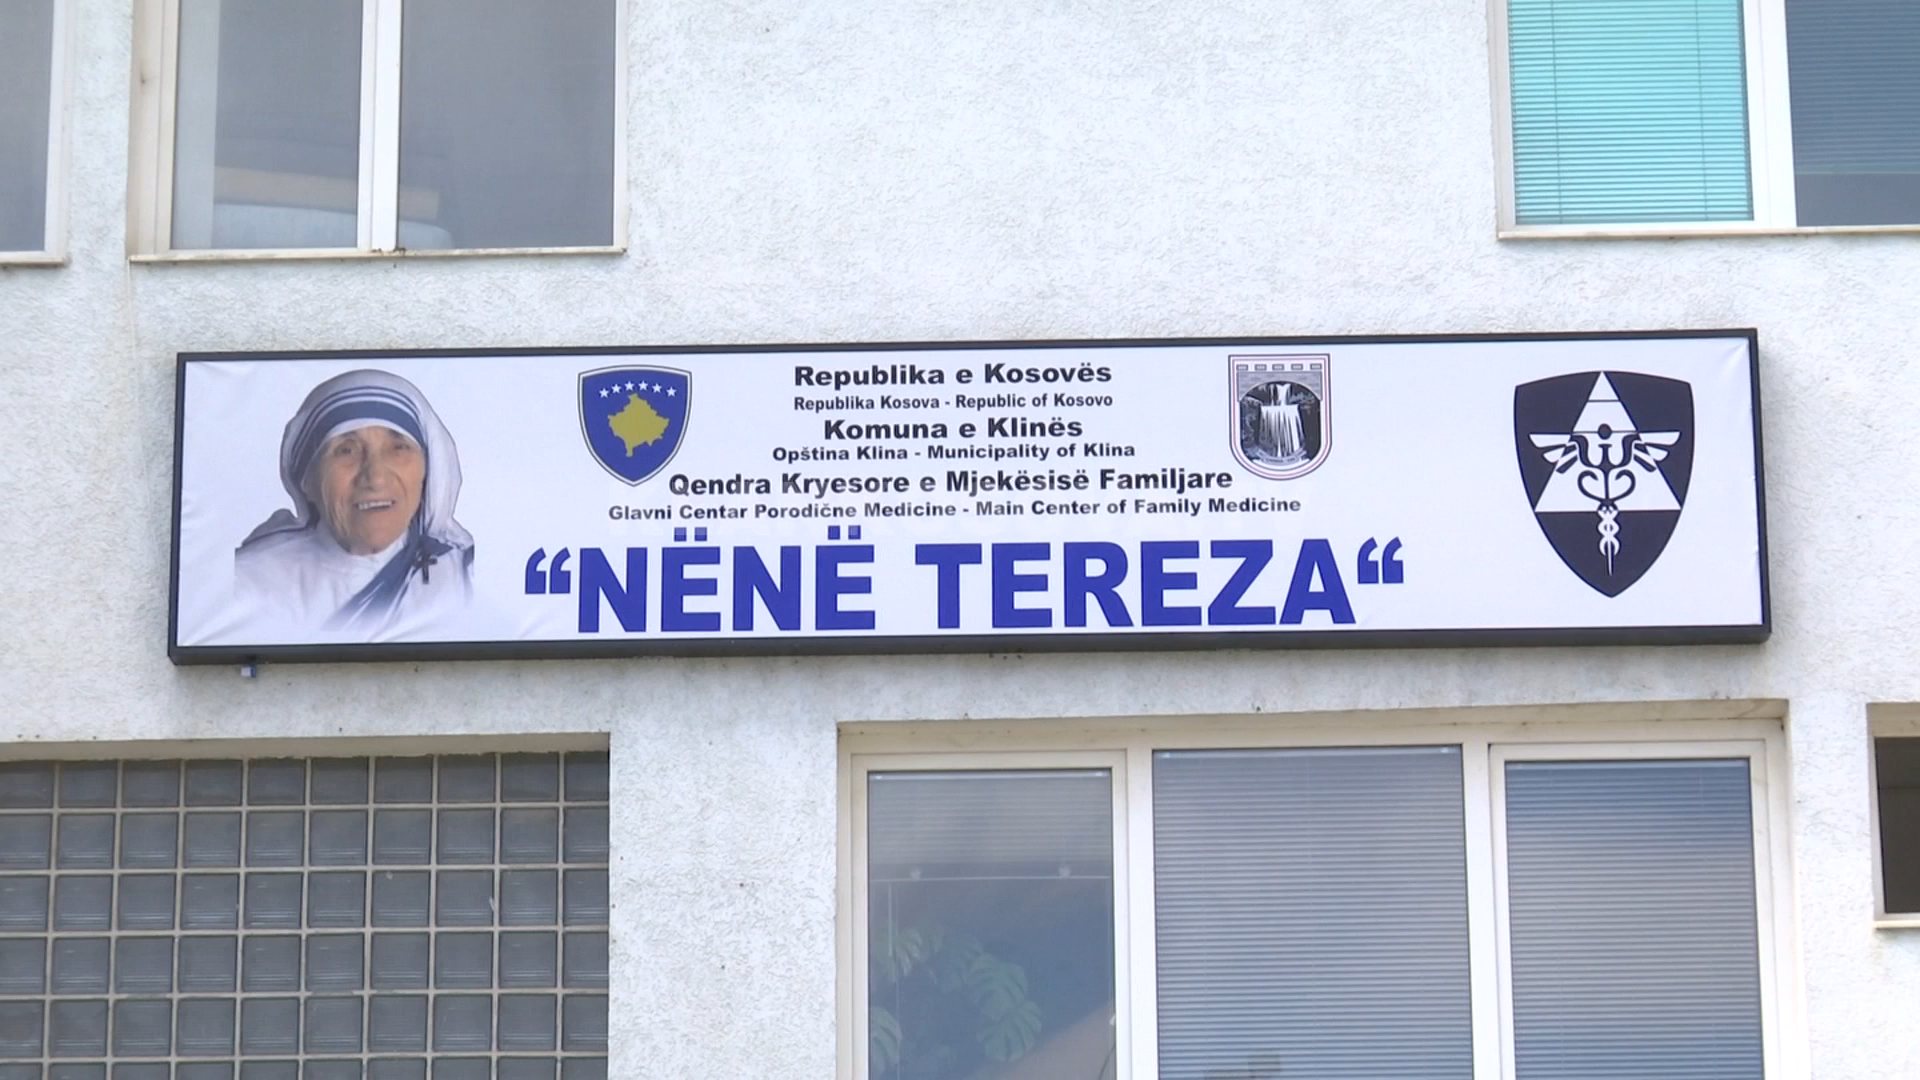 Republika e Kosovës
Republika Kosova - Republic of Kosovo
Komuna e Klinës
Opština Klina - Municipality of Klina
Qendra Kryesore e Mjekësisë Familjare
Glavni Centar Porodične Medicine - Main Center of Family Medicine
“NËNË TEREZA“